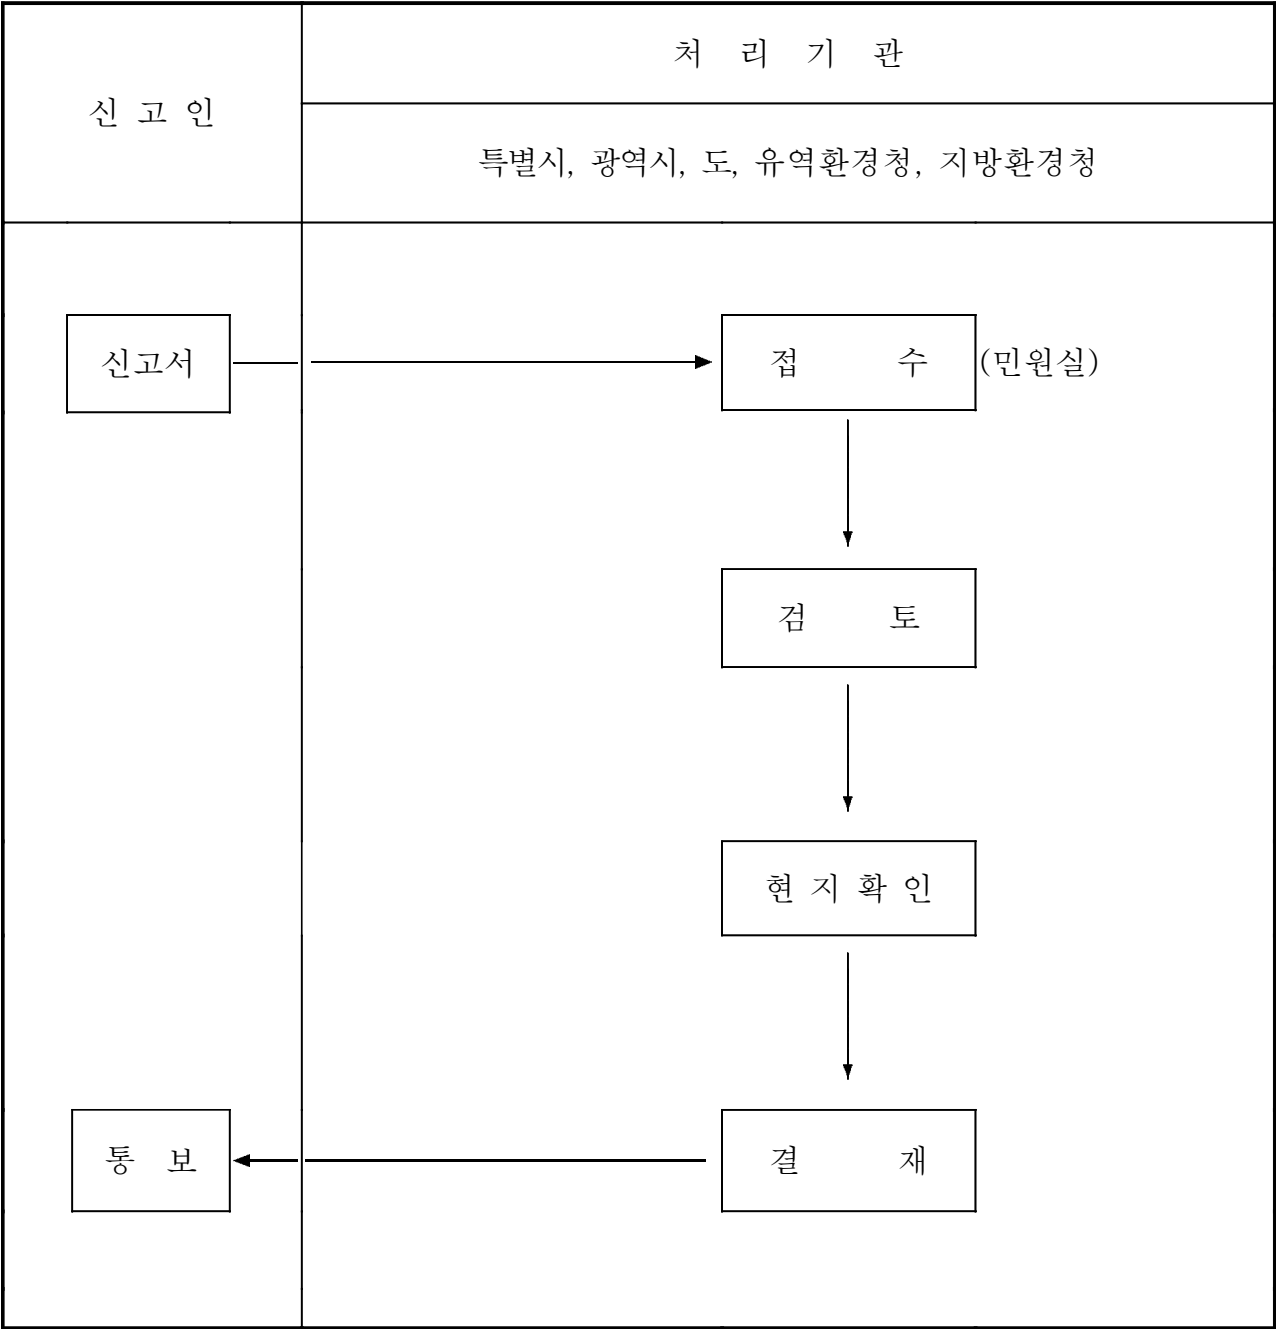 신 고 인
처 리 기 관
특별시, 광역시, 도, 유역환경청, 지방환경청
신고서
접 수 (민원실)
검 토
현 지 확 인
통 보
결 재